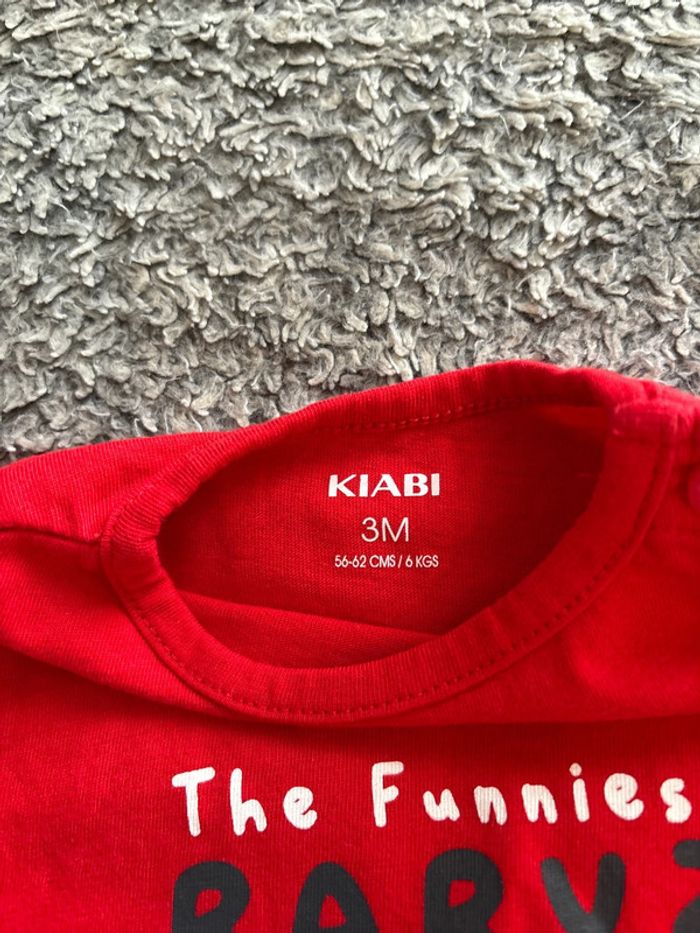 KIABI
3M
56-62 CMS / 6 KGS
The Funnies